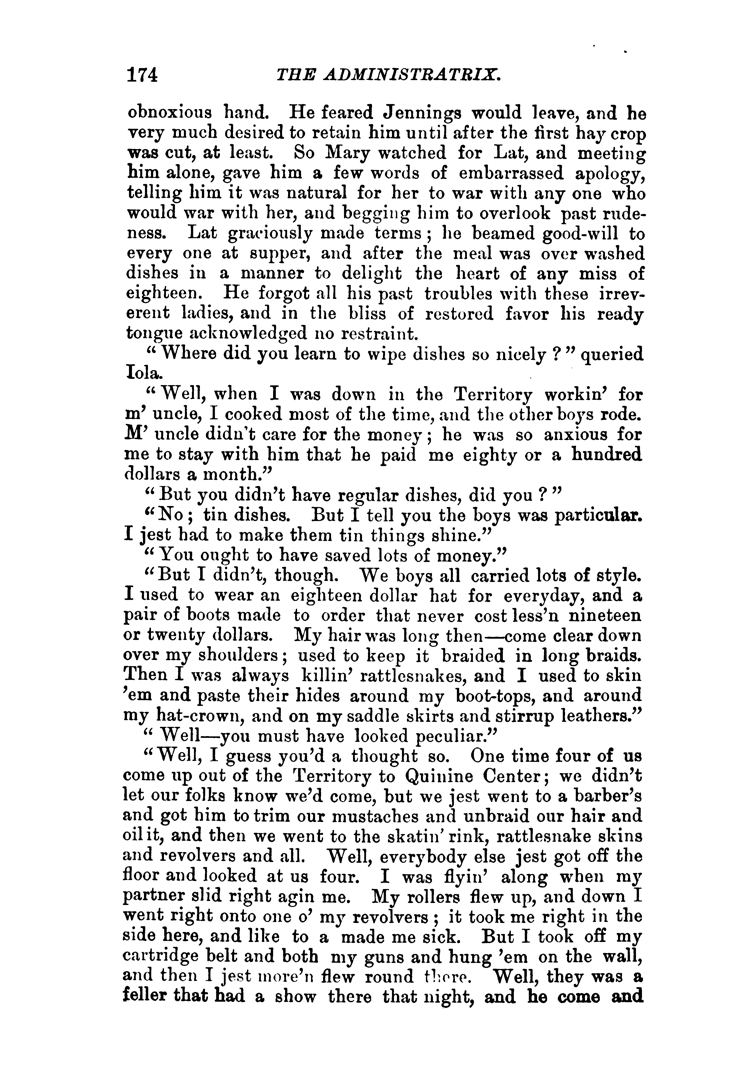 174 THE ADMINISTRATRIX.
obnoxious hand. He feared Jennings would leave, and he
very much desired to retain him until after the first hay crop
was cut, at least. So Mary watched for Lat, and meeting
him alone, gave him a few words of embarrassed apology,
telling him it was natural for her to war with any one who
would war with her, and begging him to overlook past rude-
ness. Lat graciously made terms; he beamed good-will to
every one at supper, and after the meal was over washed
dishes in a manner to delight the heart of any miss of
eighteen. He forgot all his past troubles with these irrev-
erent ladies, and in the bliss of restored favor his ready
tongue acknowledged no restraint.
“Where did you learn to wipe dishes so nicely?” queried
Iola.
“Well, when I was down in the Territory workin’ for
m’ uncle, I cooked most of the time, and the other boys rode.
M’ uncle didn’t care for the money; he was so anxious for
me to stay with him that he paid me eighty or a hundred
dollars a month.”
“But you didn’t have regular dishes, did you?”
“No; tin dishes. But I tell you the boys was particular.
I jest had to make them tin things shine.”
“You ought to have saved lots of money.”
“But I didn’t, though. We boys all carried lots of style.
I used to wear an eighteen dollar hat for everyday, and a
pair of boots made to order that never cost less’n nineteen
or twenty dollars. My hair was long then—come clear down
over my shoulders; used to keep it braided in long braids.
Then I was always killin’ rattlesnakes, and I used to skin
’em and paste their hides around my boot-tops, and around
my hat-crown, and on my saddle skirts and stirrup leathers.”
“Well—you must have looked peculiar.”
“Well, I guess you’d a thought so. One time four of us
come up out of the Territory to Quinine Center; we didn’t
let our folks know we’d come, but we jest went to a barber’s
and got him to trim our mustaches and unbraid our hair and
oil it, and then we went to the skatin’ rink, rattlesnake skins
and revolvers and all. Well, everybody else jest got off the
floor and looked at us four. I was flyin’ along when my
partner slid right agin me. My rollers flew up, and down I
went right onto one o’ my revolvers; it took me right in the
side here, and like to a made me sick. But I took off my
cartridge belt and both my guns and hung ’em on the wall,
and then I jest more’n flew round there. Well, they was a
feller that had a show there that night, and he come and